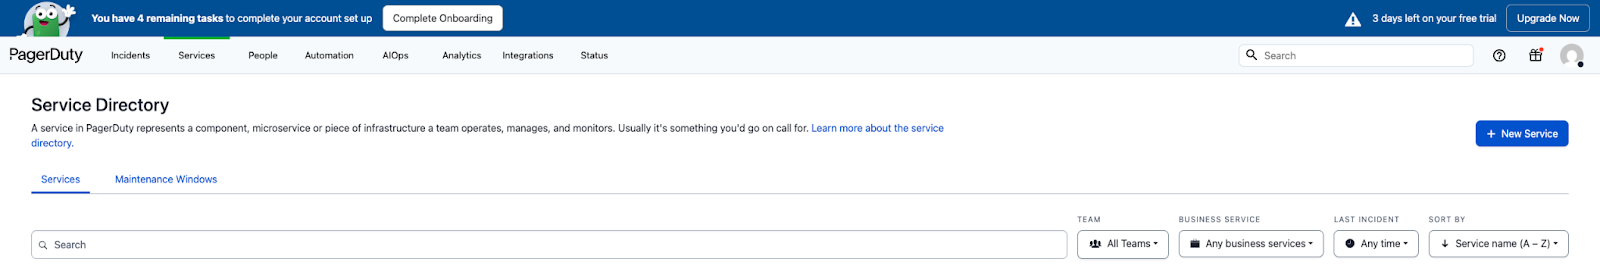 You have 4 remaining tasks to complete your account set up
Complete Onboarding
3 days left on your free trial
Upgrade Now
PagerDuty
Incidents
Services
People
Automation
AIOps
Analytics
Integrations
Status
Search
Service Directory
A service in PagerDuty represents a component, microservice or piece of infrastructure a team operates, manages, and monitors. Usually it's something you'd go on call for. Learn more about the service
directory.
+ New Service
Services
Maintenance Windows
TEAM
BUSINESS SERVICE
LAST INCIDENT
SORT BY
Search
All Teams
Any business services
Any time
Service name (A – Z)